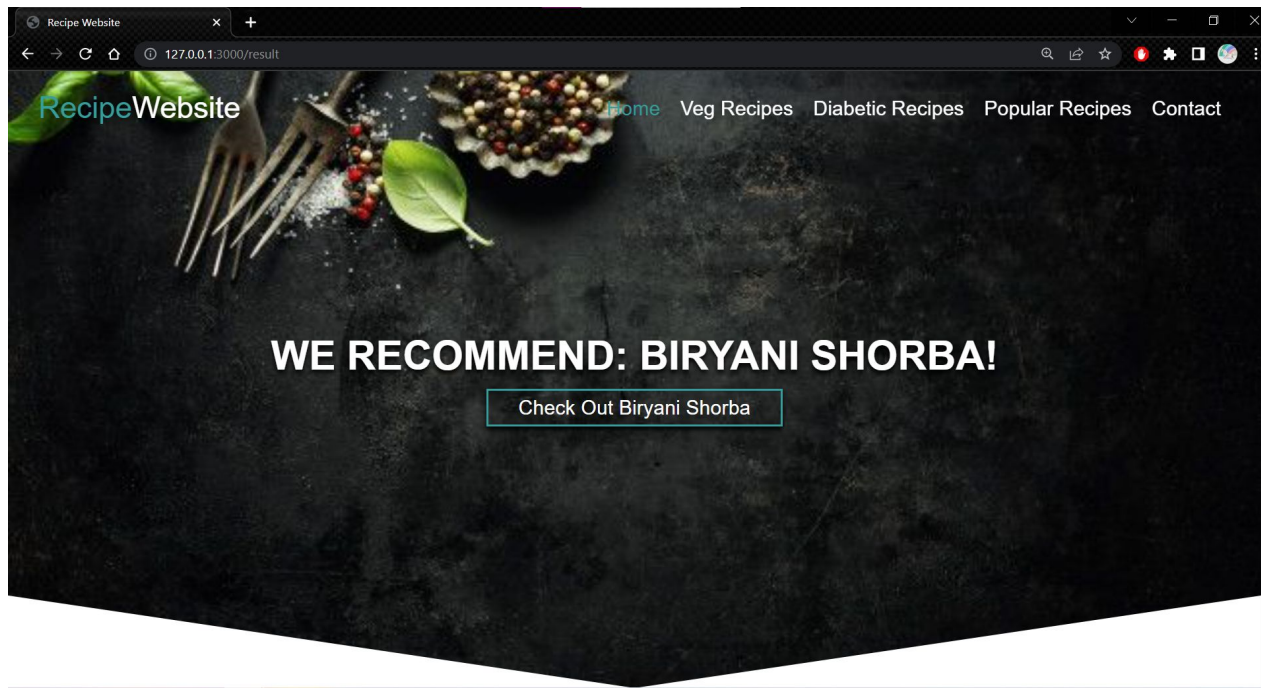 Recipe Website
127.0.0.1:3000/result
RecipeWebsite
Home Veg Recipes Diabetic Recipes Popular Recipes Contact
WE RECOMMEND: BIRYANI SHORBA!
Check Out Biryani Shorba